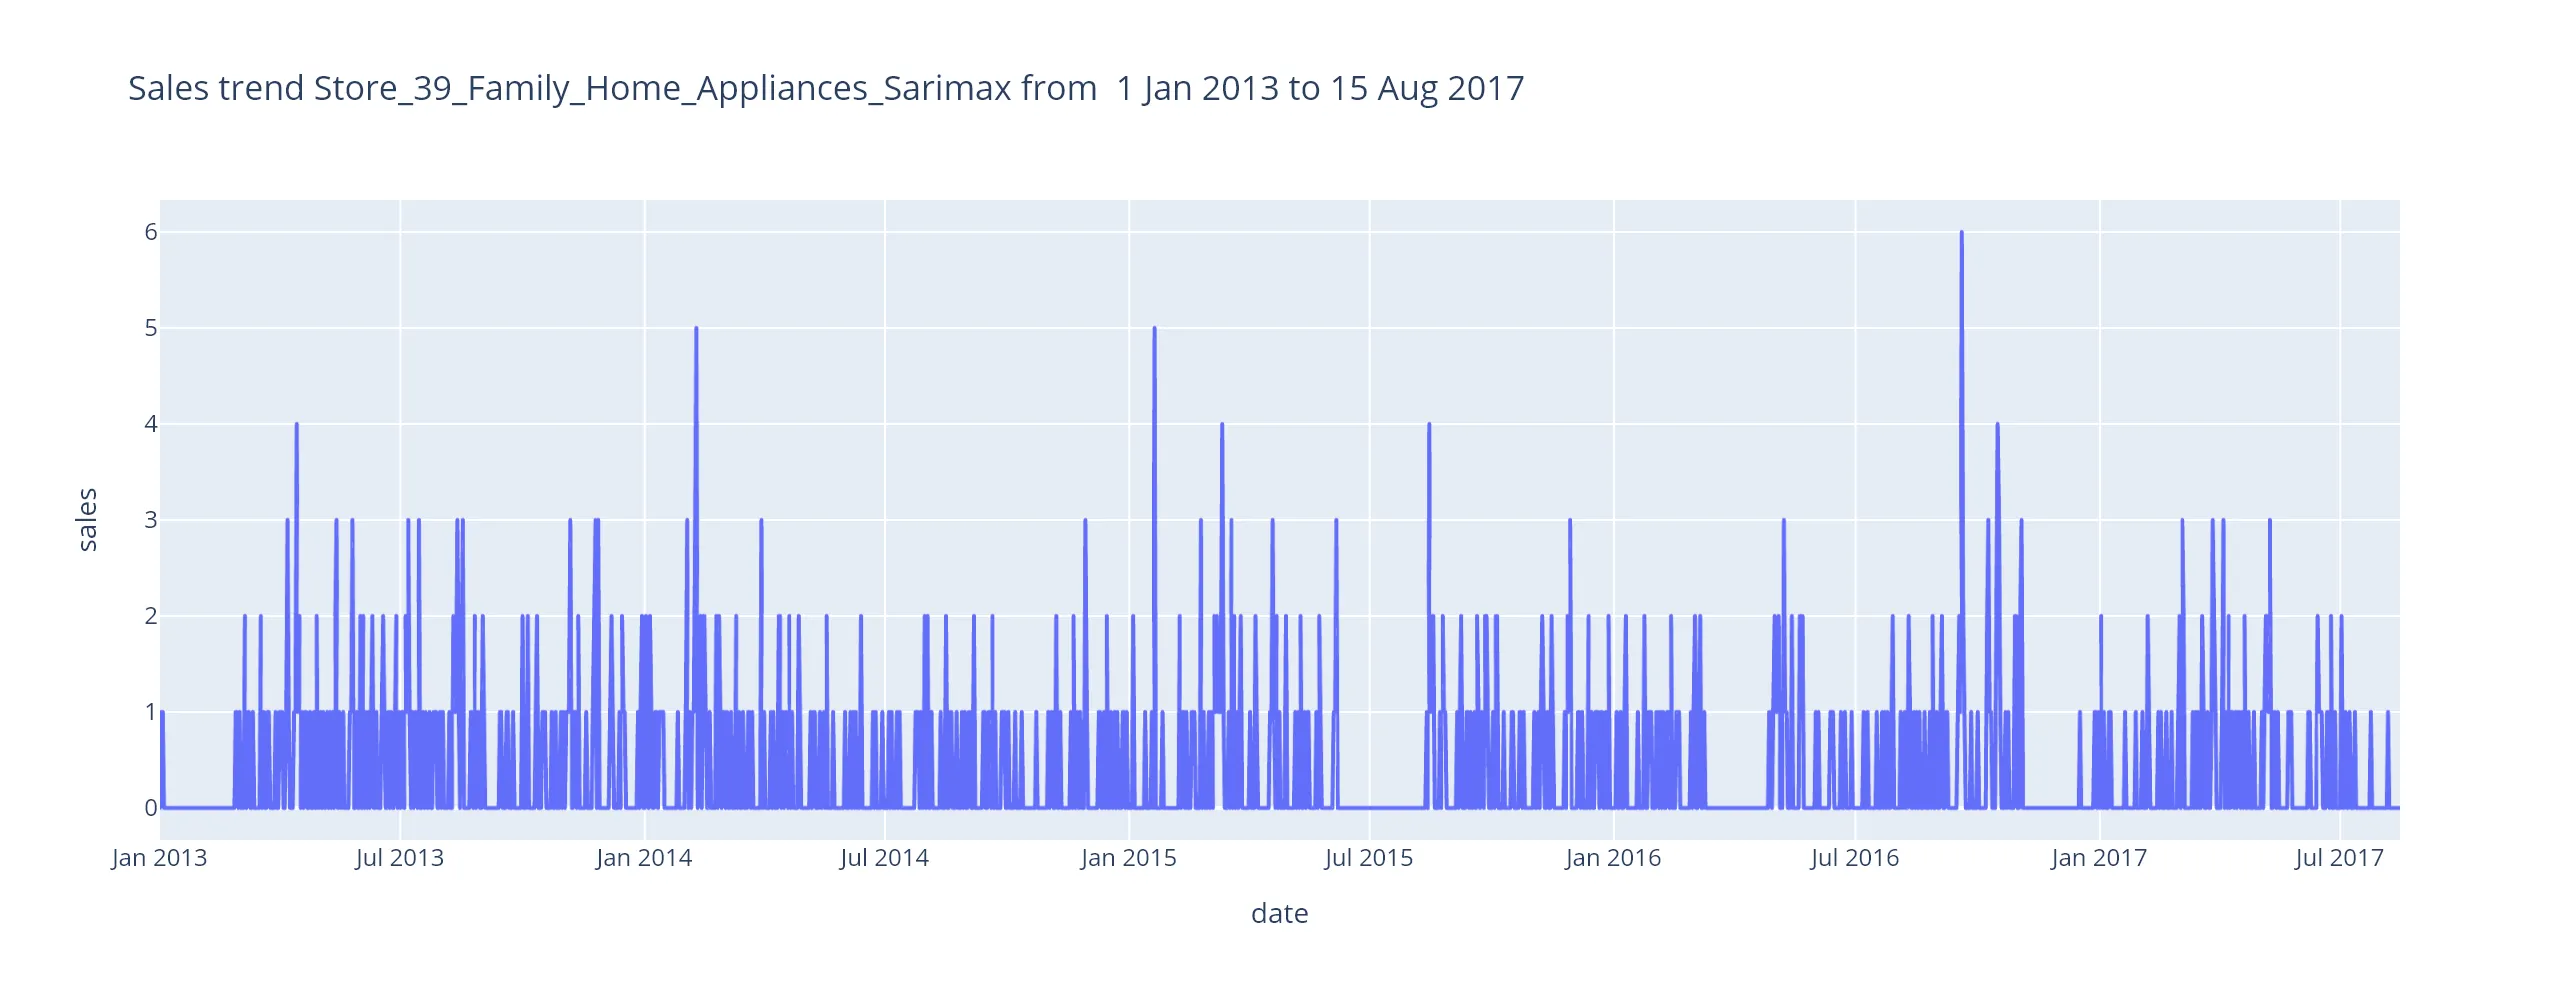 Sales trend Store_39_Family_Home_Appliances_Sarimax from  1 Jan 2013 to 15 Aug 2017
6
5
4
3
2
1
0
sales
Jan 2013 Jul 2013 Jan 2014 Jul 2014 Jan 2015 Jul 2015 Jan 2016 Jul 2016 Jan 2017 Jul 2017
date